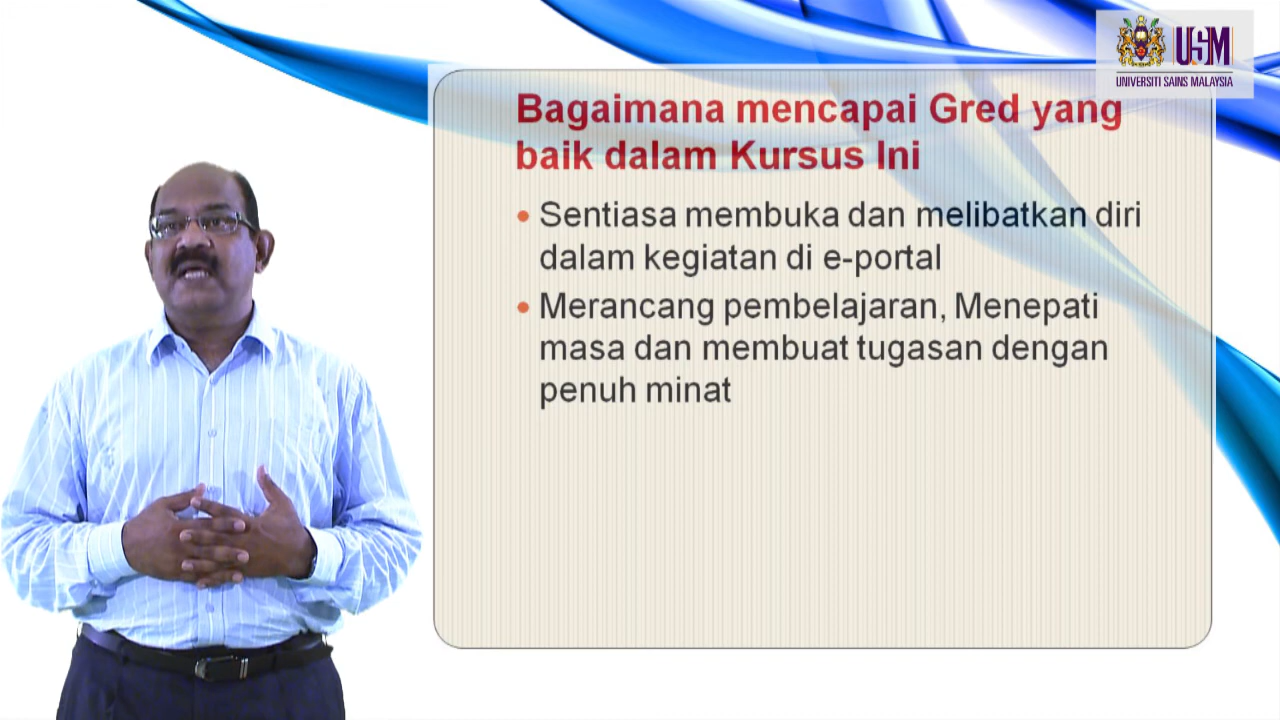 USM
UNIVERSITI SAINS MALAYSIA
Bagaimana mencapai Gred yang
baik dalam Kursus Ini
• Sentiasa membuka dan melibatkan diri
dalam kegiatan di e-portal
• Merancang pembelajaran, Menepati
masa dan membuat tugasan dengan
penuh minat